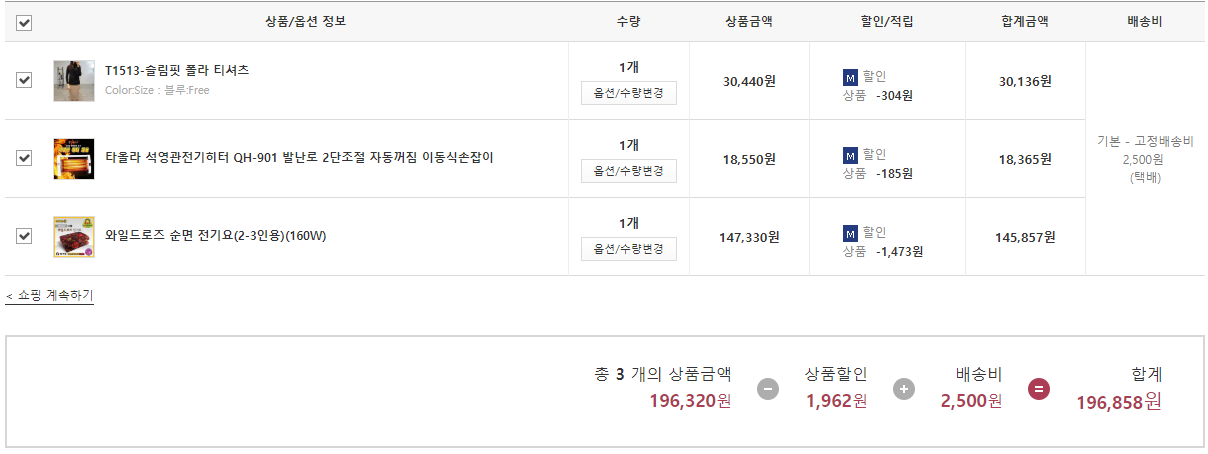 상품/옵션 정보 수량 상품금액 할인/적립 합계금액 배송비
T1513-슬림핏 폴라 티셔츠
Color:Size : 블루:Free
1개
옵션/수량변경
30,440원
M 할인
상품 -304원
30,136원
타올라 석영관전기히터 QH-901 발난로 2단조절 자동꺼짐 이동식손잡이
1개
옵션/수량변경
18,550원
M 할인
상품 -185원
18,365원
기본 - 고정배송비
2,500원
(택배)
와일드로즈 순면 전기요(2-3인용)(160W)
1개
옵션/수량변경
147,330원
M 할인
상품 -1,473원
145,857원
< 쇼핑 계속하기
총 3 개의 상품금액 상품할인 배송비 합계
196,320원 - 1,962원 + 2,500원 = 196,858원